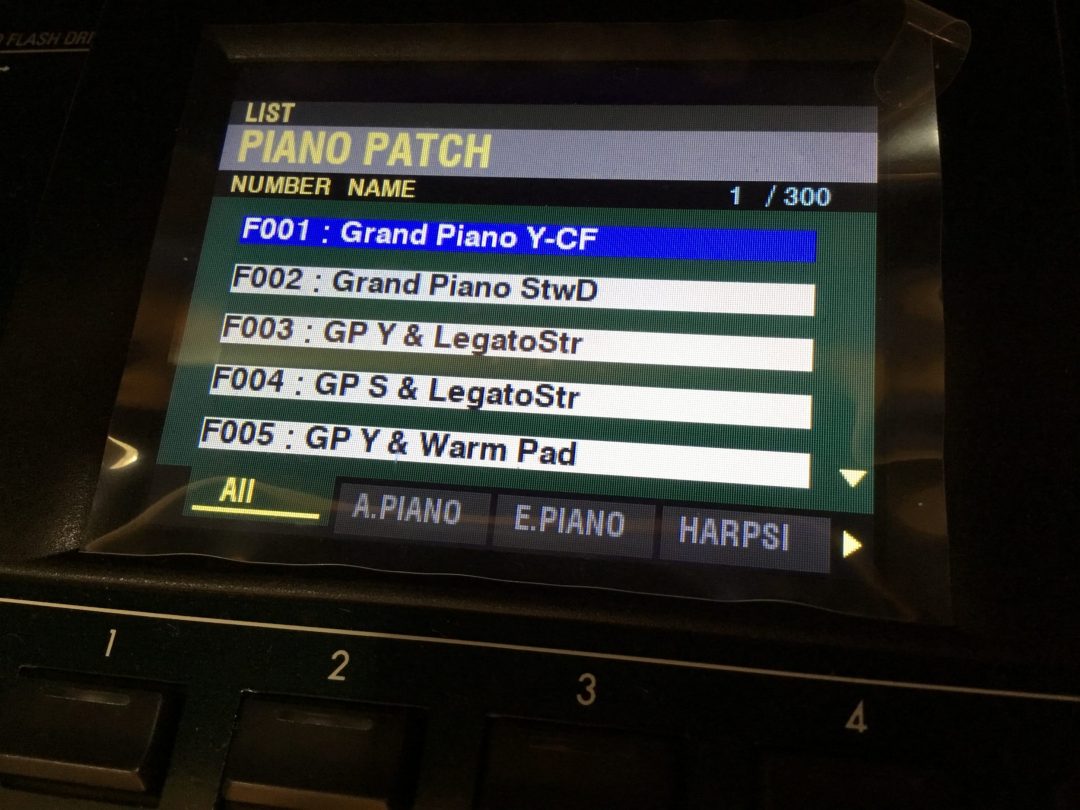 FLASH DRI
LIST
PIANO PATCH
NUMBER NAME 1 / 300
F001 : Grand Piano Y-CF
F002 : Grand Piano StwD
F003 : GP Y & LegatoStr
F004 : GP S & LegatoStr
F005 : GP Y & Warm Pad
All A.PIANO E.PIANO HARPSI
1 2 3 4